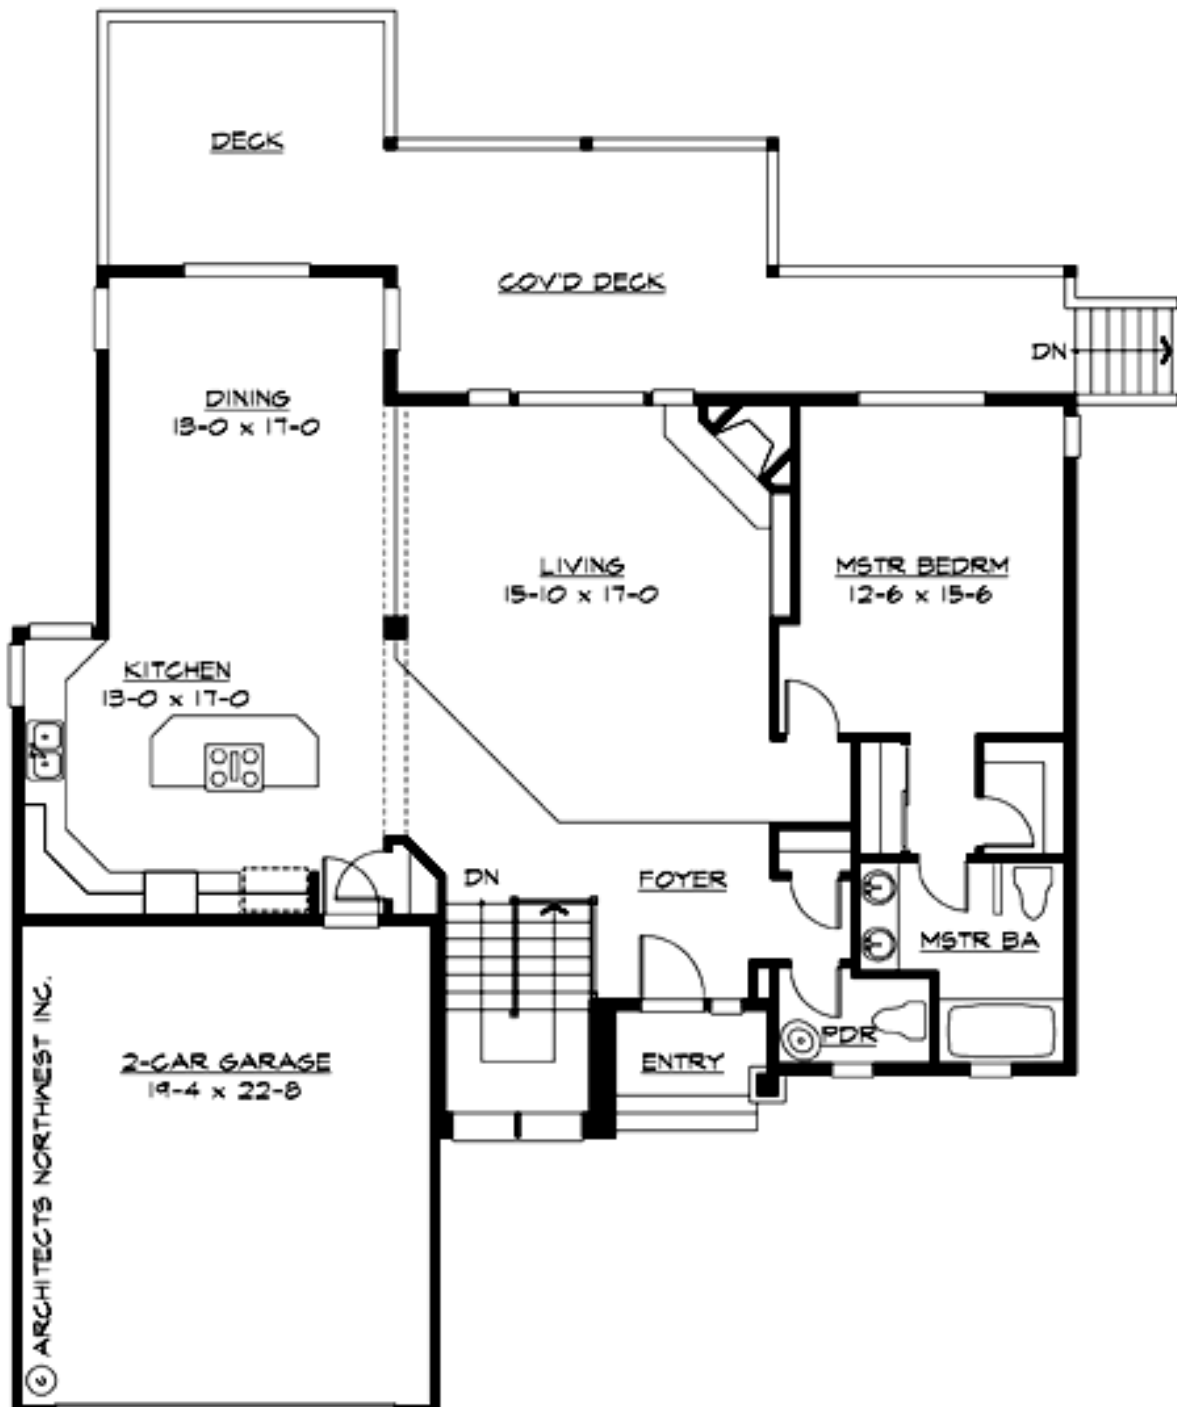 DECK
COV'D DECK
DN
DINING
13-0 x 17-0
LIVING
15-10 x 17-0
MSTR BEDRM
12-6 x 15-6
KITCHEN
13-0 x 17-0
DN
FOYER
MSTR BA
PDR
ENTRY
2-CAR GARAGE
19-4 x 22-8
© ARCHITECTS NORTHWEST INC.